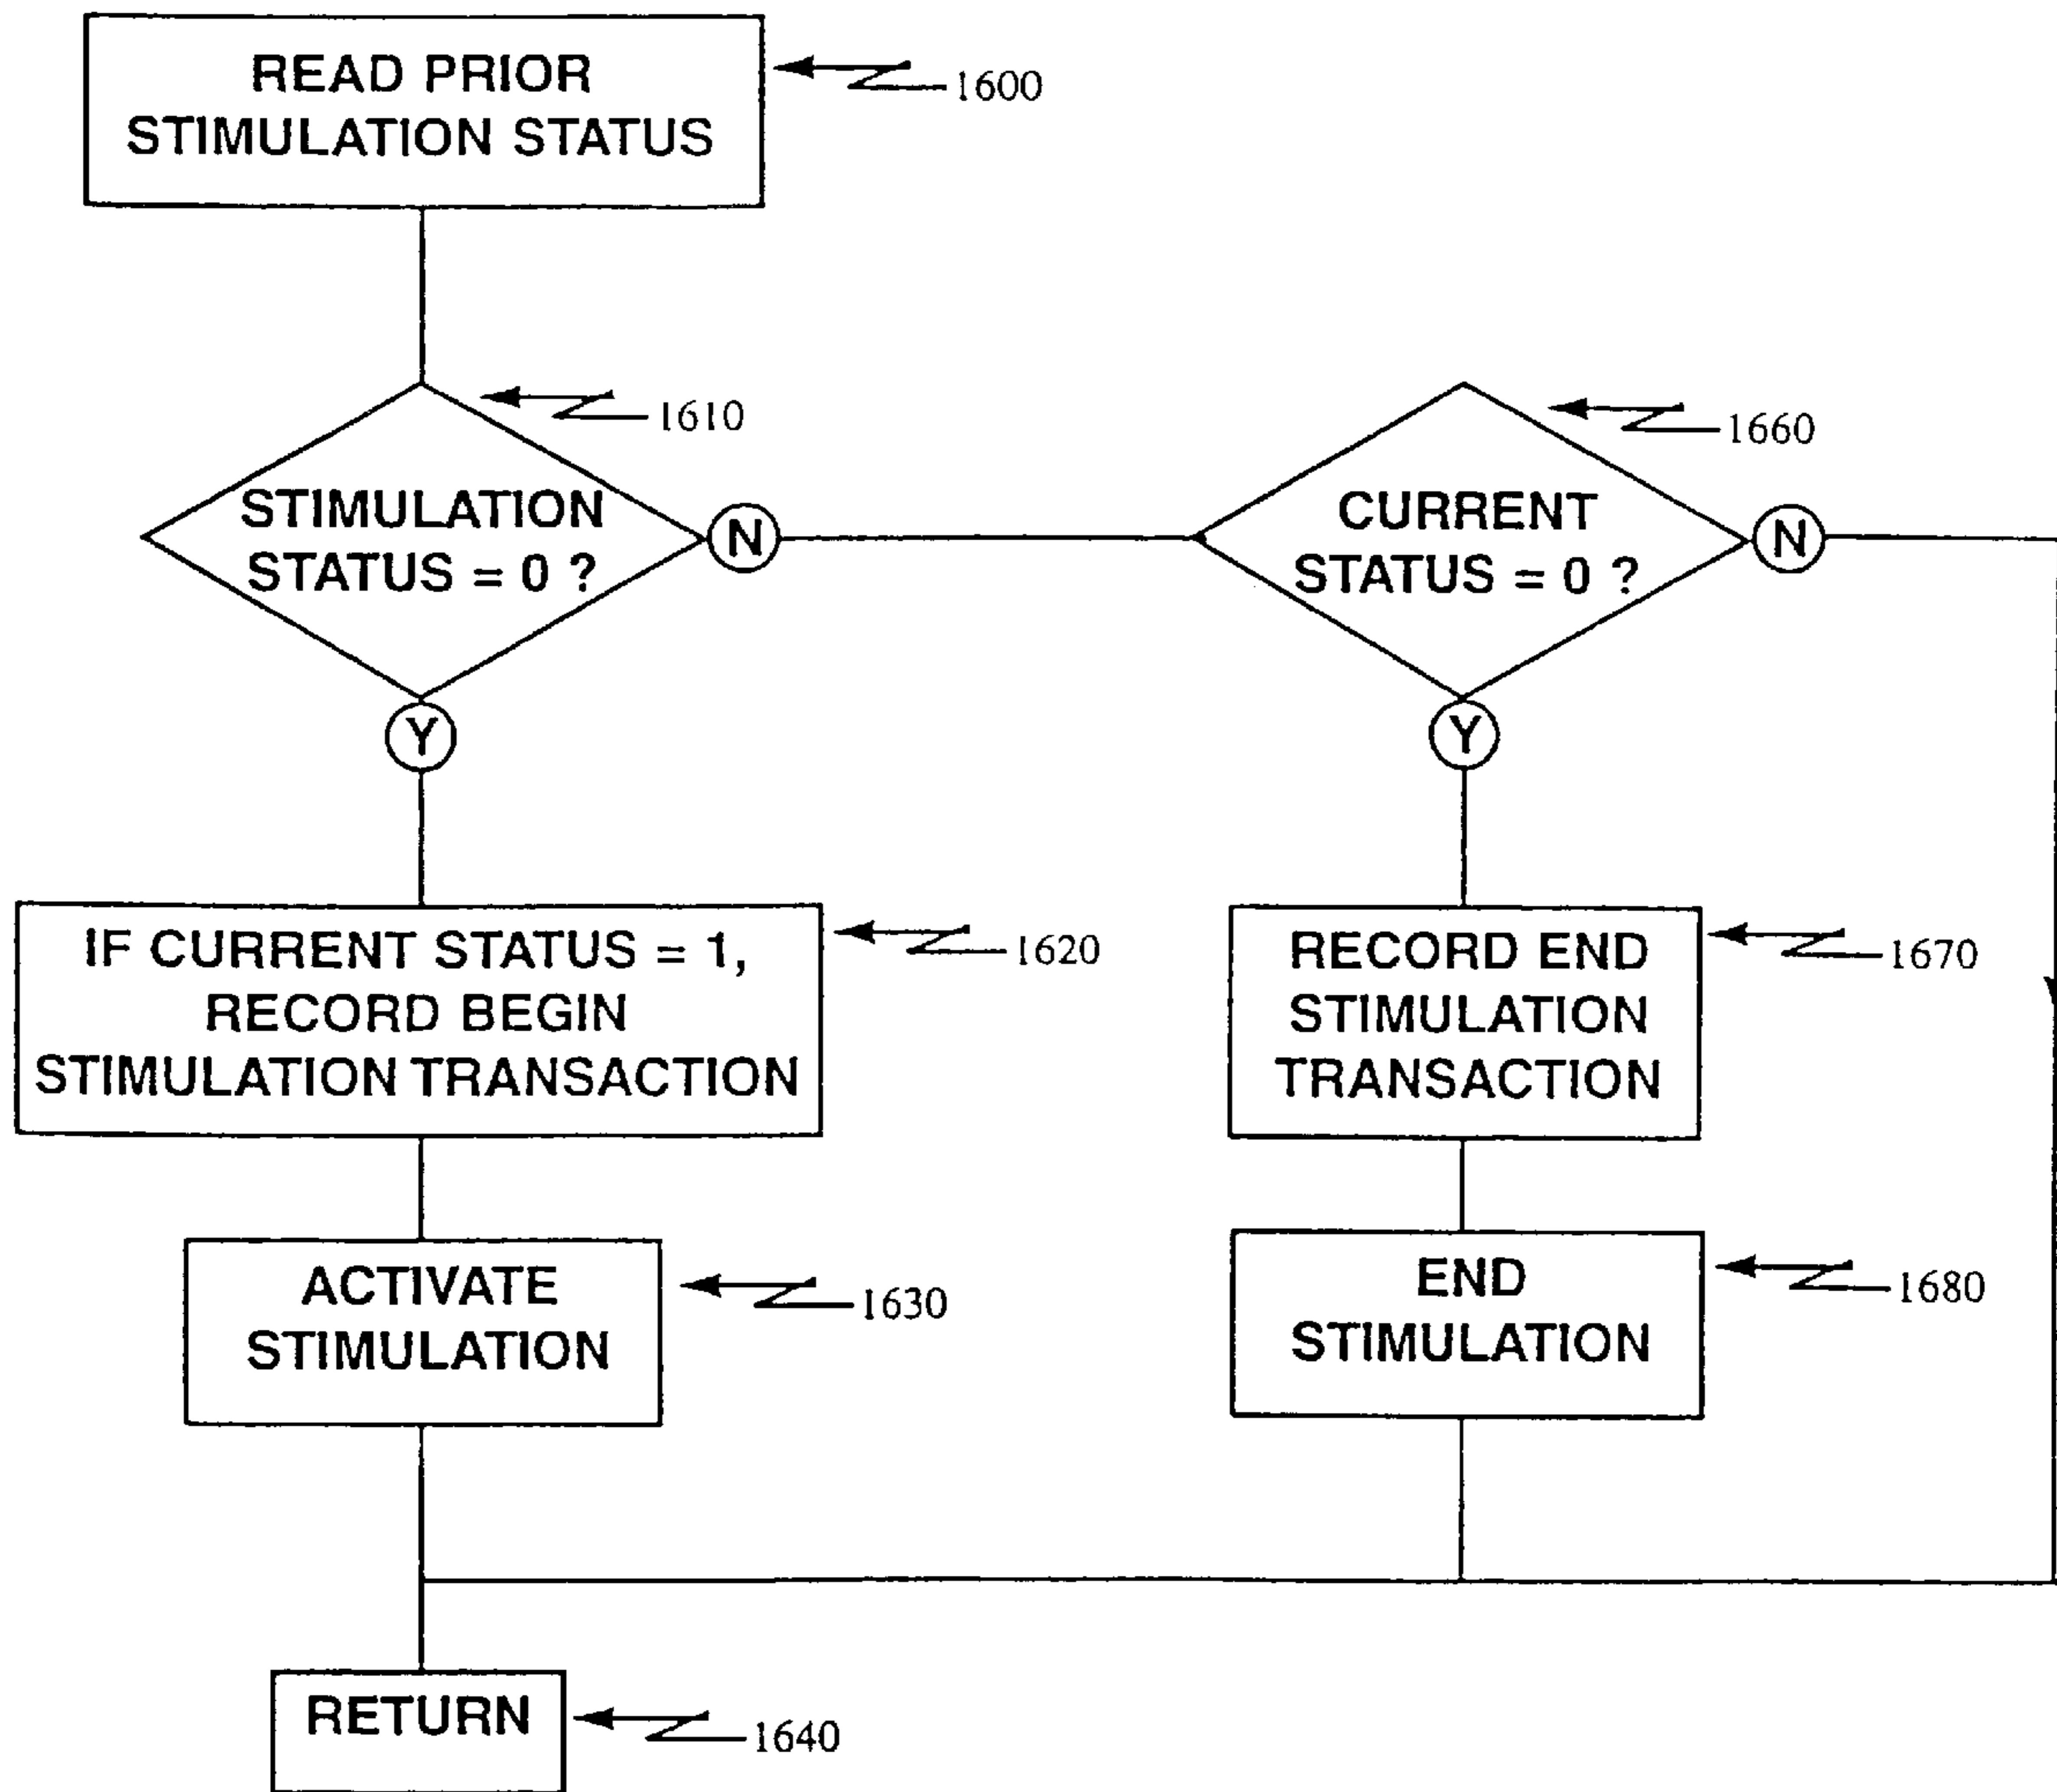 READ PRIOR
STIMULATION STATUS
1600
1610
STIMULATION
STATUS = 0 ?
N
Y
1660
CURRENT
STATUS = 0 ?
N
Y
IF CURRENT STATUS = 1,
RECORD BEGIN
STIMULATION TRANSACTION
1620
RECORD END
STIMULATION
TRANSACTION
1670
ACTIVATE
STIMULATION
1630
END
STIMULATION
1680
RETURN
1640